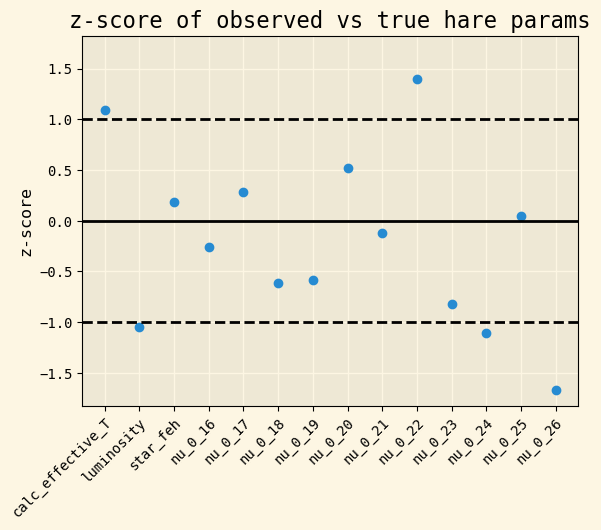 z-score of observed vs true hare params
z-score
1.5
1.0
0.5
0.0
−0.5
−1.0
−1.5
calc_effective_T
luminosity
star_feh
nu_0_16
nu_0_17
nu_0_18
nu_0_19
nu_0_20
nu_0_21
nu_0_22
nu_0_23
nu_0_24
nu_0_25
nu_0_26